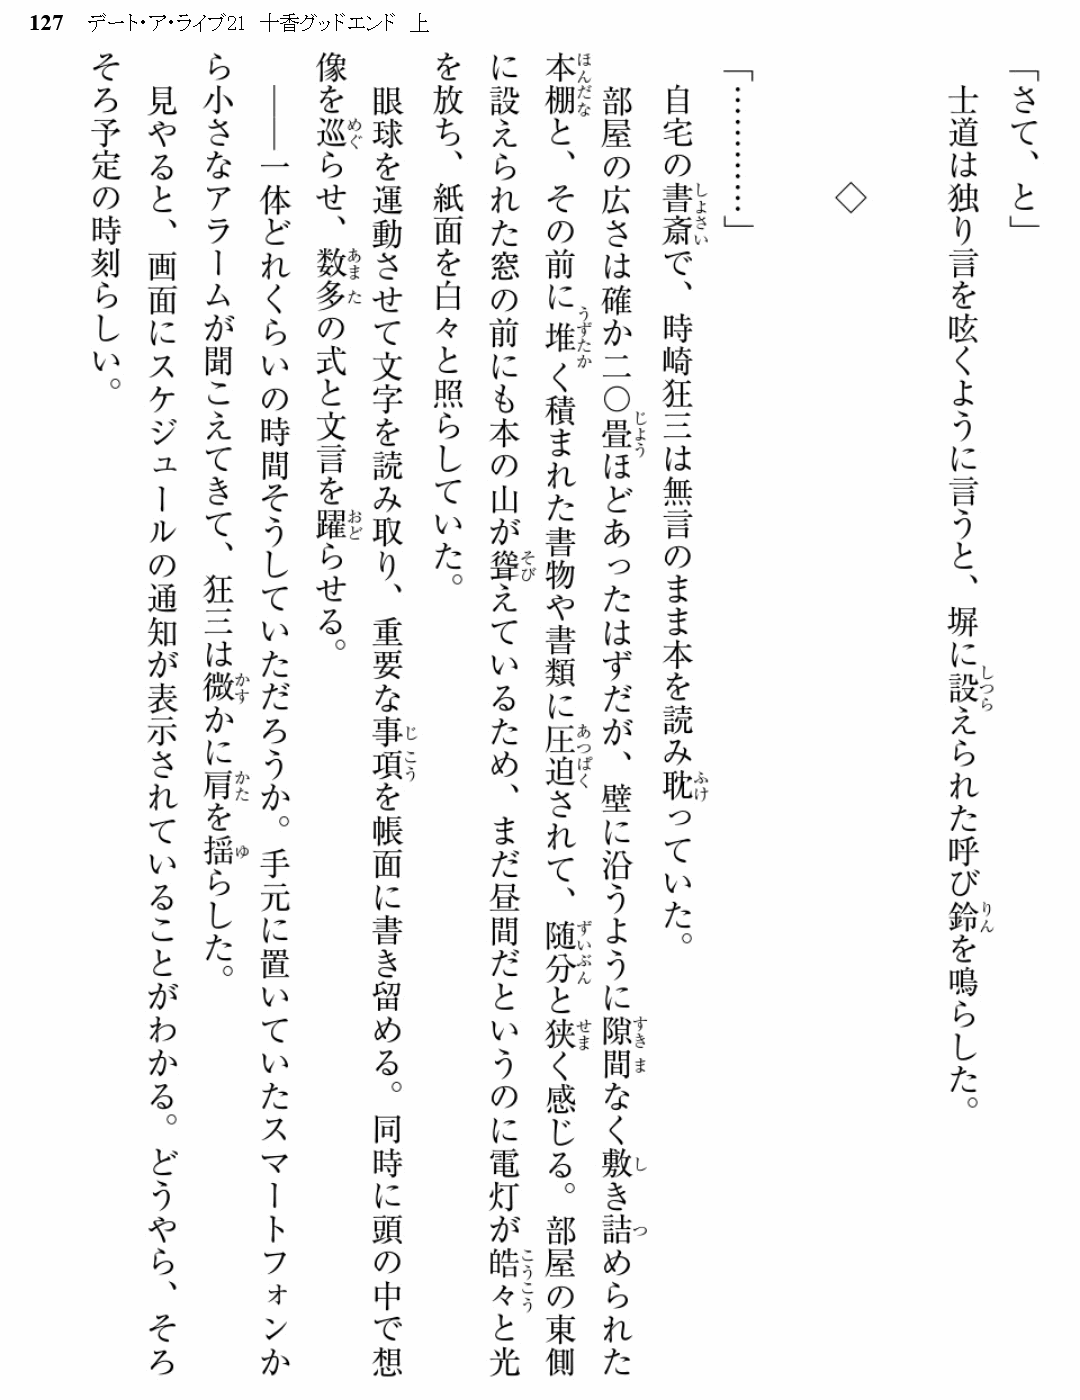 127 デート・ア・ライブ21 十香グッドエンド 上
「さて、と」
士道は独り言を呟くように言うと、塀に設えられた呼び鈴を鳴らした。
◇
「…………」
自宅の書斎で、時崎狂三は無言のまま本を読み耽っていた。
部屋の広さは確か二〇畳ほどあったはずだが、壁に沿うように隙間なく敷き詰められた
本棚と、その前に堆く積まれた書物や書類に圧迫されて、随分と狭く感じる。部屋の東側
に設えられた窓の前にも本の山が聳えているため、まだ昼間だというのに電灯が皓々と光
を放ち、紙面を白々と照らしていた。
眼球を運動させて文字を読み取り、重要な事項を帳面に書き留める。同時に頭の中で想
像を巡らせ、数多の式と文言を躍らせる。
――一体どれくらいの時間そうしていただろうか。手元に置いていたスマートフォンか
ら小さなアラームが聞こえてきて、狂三は微かに肩を揺らした。
見やると、画面にスケジュールの通知が表示されていることがわかる。どうやら、そろ
そろ予定の時刻らしい。